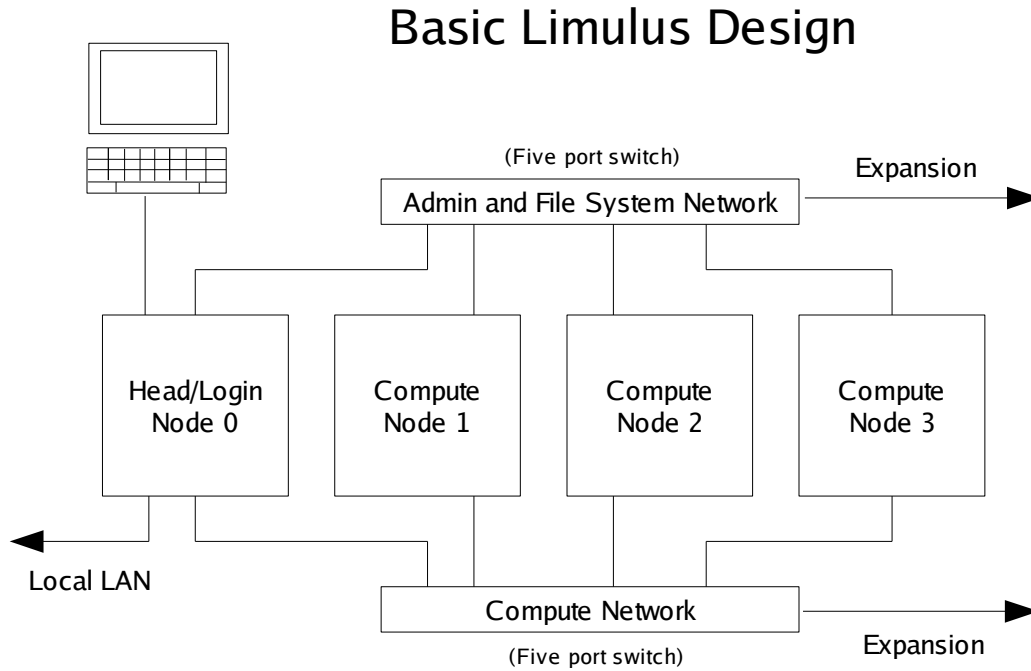 Basic Limulus Design
(Five port switch)
Expansion
Admin and File System Network
Head/Login
Node 0
Compute
Node 1
Compute
Node 2
Compute
Node 3
Local LAN
Compute Network
(Five port switch)
Expansion